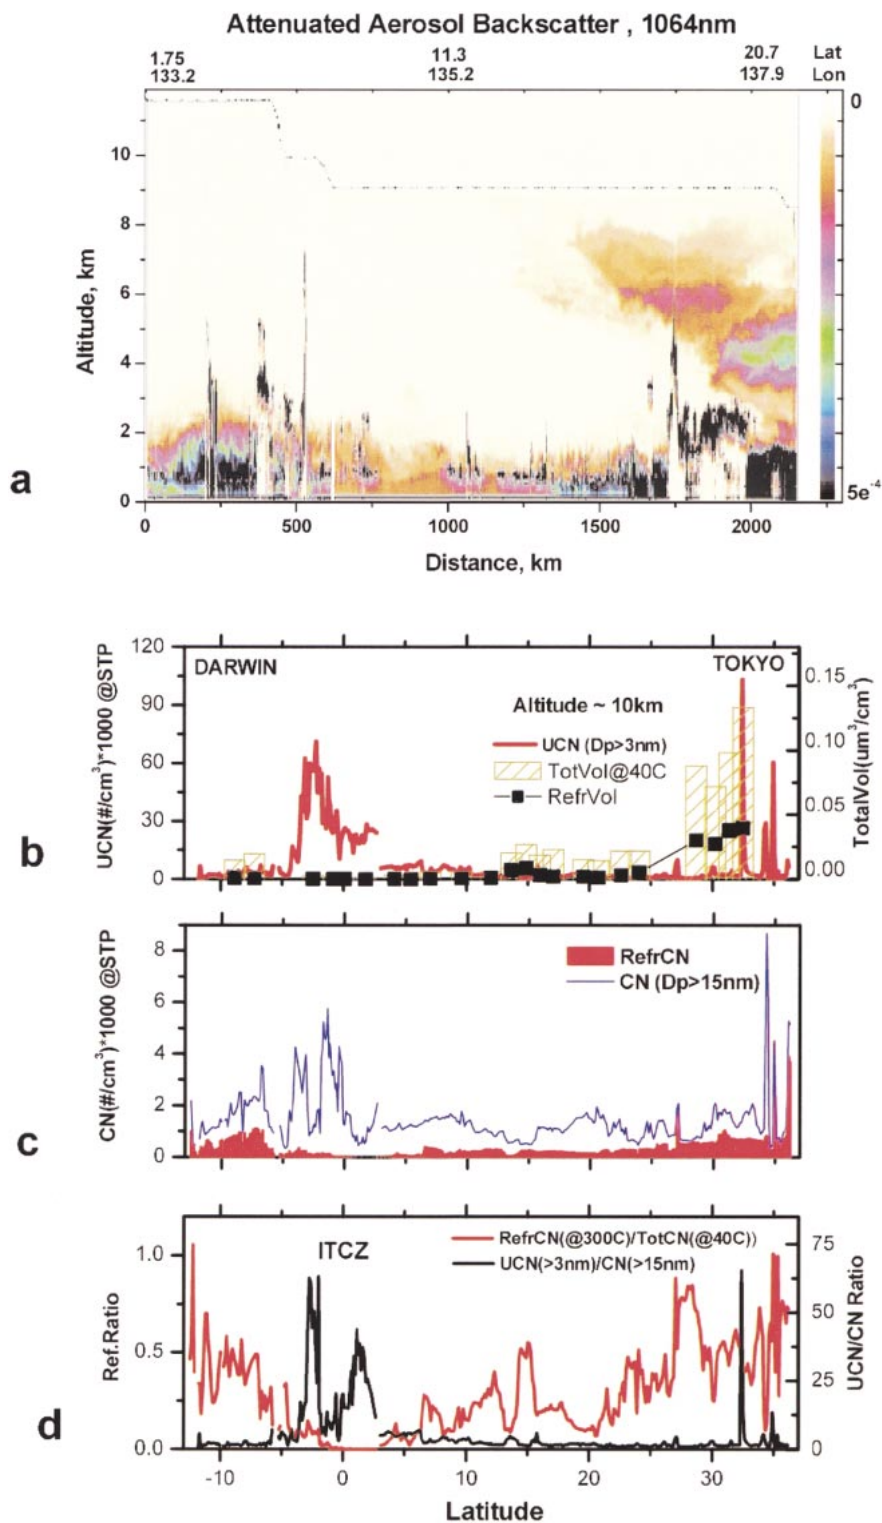 Attenuated Aerosol Backscatter , 1064nm
1.75 11.3 20.7 Lat
133.2 135.2 137.9 Lon
0
10
8
6
4
2
0
Altitude, km
5e-4
a
0 500 1000 1500 2000
Distance, km
120
90
60
30
0
UCN(#/cm3)*1000 @STP
DARWIN
TOKYO
Altitude ~ 10km
UCN (Dp>3nm)
TotVol@40C
RefrVol
0.15
0.10
0.05
0.00
TotalVol(um3/cm3)
b
8
6
4
2
0
CN(#/cm3)*1000 @STP
RefrCN
CN (Dp>15nm)
c
1.0
0.5
0.0
Ref.Ratio
ITCZ
RefrCN(@300C)/TotCN(@40C))
UCN(>3nm)/CN(>15nm)
75
50
25
0
UCN/CN Ratio
d
-10 0 10 20 30
Latitude